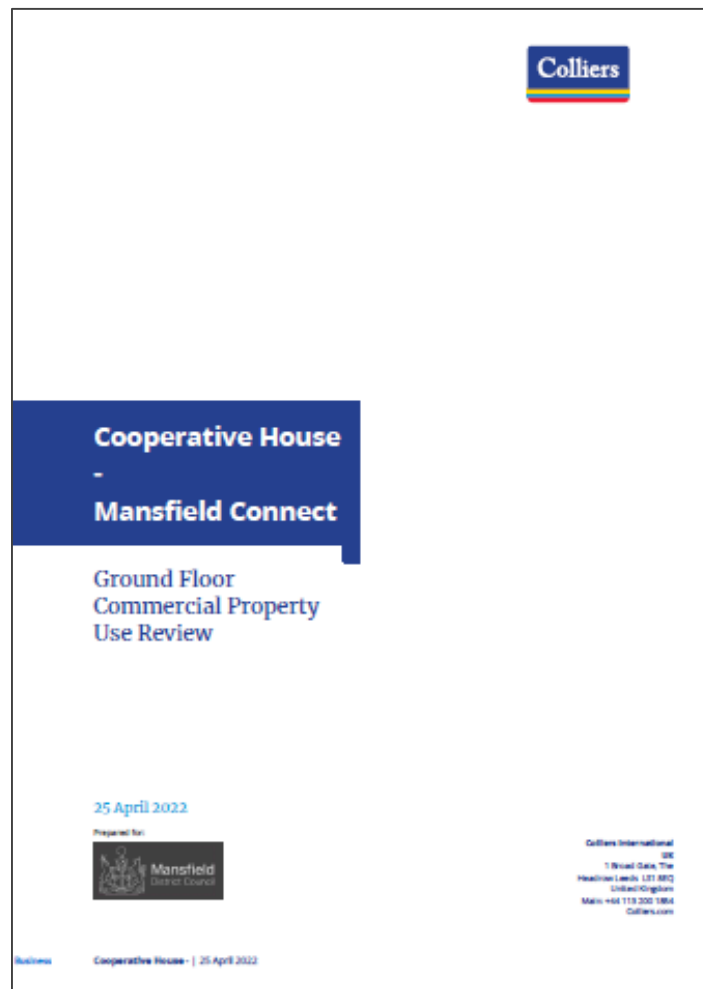 Colliers
Cooperative House
-
Mansfield Connect
Ground Floor
Commercial Property
Use Review
25 April 2022
Prepared for:
Mansfield
District Council
Colliers International
UK
1 Broad Gate, The
Headrow Leeds LS1 8EQ
United Kingdom
Main: +44 113 200 1854
Colliers.com
Business
Cooperative House - | 25 April 2022